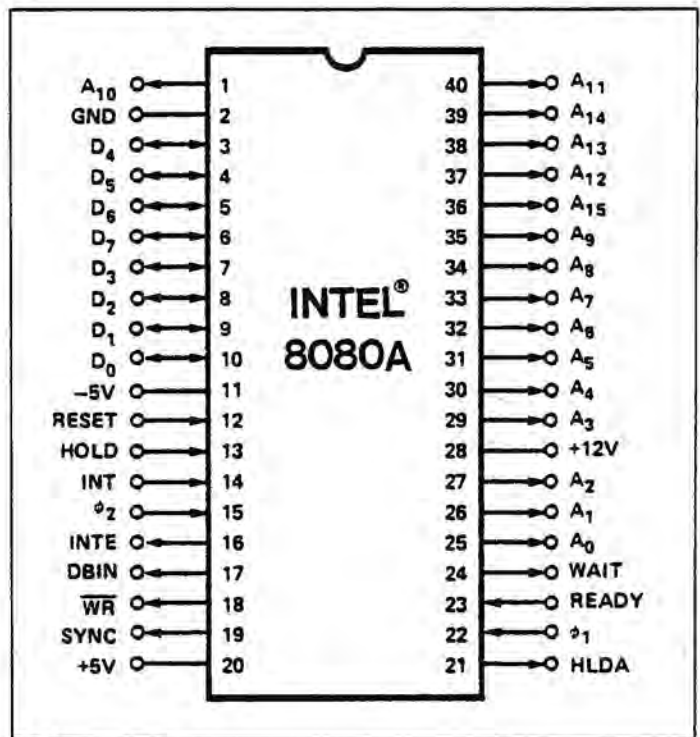 A10 1 40 A11
GND 2 39 A14
D4 3 38 A13
D5 4 37 A12
D6 5 36 A15
D7 6 35 A9
D3 7 34 A8
D2 8 33 A7
D1 9 32 A6
D0 10 31 A5
INTEL®
8080A
-5V 11 30 A4
RESET 12 29 A3
HOLD 13 28 +12V
INT 14 27 A2
ϕ2 15 26 A1
INTE 16 25 A0
DBIN 17 24 WAIT
W̅R̅ 18 23 READY
SYNC 19 22 ϕ1
+5V 20 21 HLDA